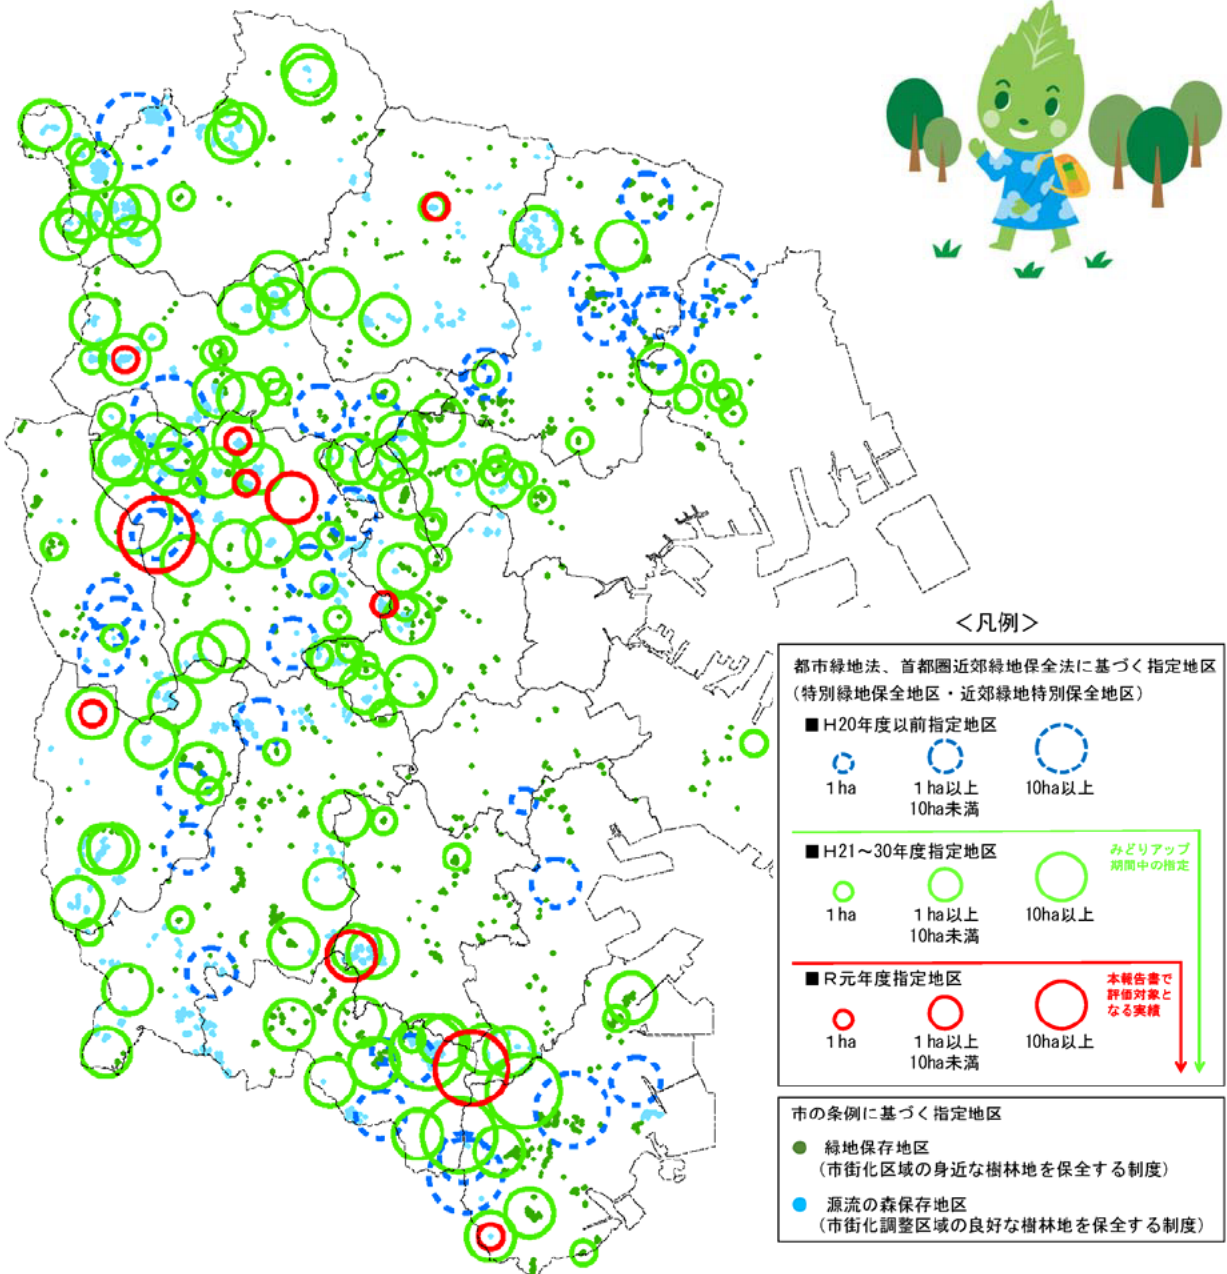 ＜凡例＞
都市緑地法、首都圏近郊緑地保全法に基づく指定地区
（特別緑地保全地区・近郊緑地特別保全地区）
■H20年度以前指定地区
1ha
1ha以上
10ha未満
10ha以上
■H21～30年度指定地区
みどりアップ
期間中の指定
1ha
1ha以上
10ha未満
10ha以上
■R元年度指定地区
本報告書で
評価対象と
なる実績
1ha
1ha以上
10ha未満
10ha以上
市の条例に基づく指定地区
緑地保存地区
（市街化区域の身近な樹林地を保全する制度）
源流の森保存地区
（市街化調整区域の良好な樹林地を保全する制度）